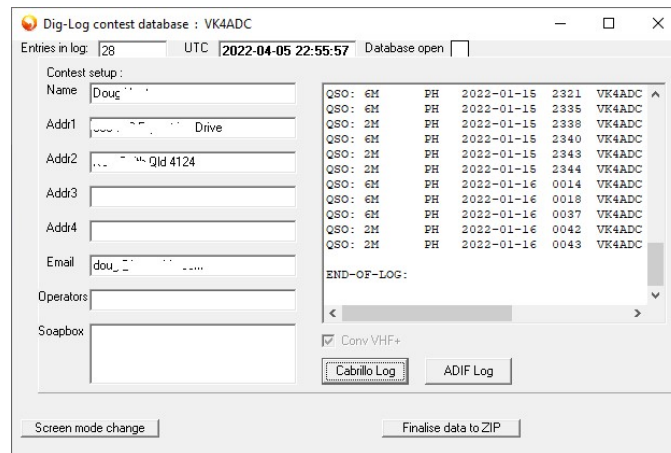 Dig-Log contest database : VK4ADC
Entries in log: 28 UTC 2022-04-05 22:55:57 Database open
Contest setup :
Name Doug
Addr1 Drive
Addr2 Qld 4124
Addr3
Addr4
Email
Operators
Soapbox
QSO: 6M PH 2022-01-15 2321 VK4ADC
QSO: 6M PH 2022-01-15 2335 VK4ADC
QSO: 2M PH 2022-01-15 2338 VK4ADC
QSO: 6M PH 2022-01-15 2340 VK4ADC
QSO: 2M PH 2022-01-15 2343 VK4ADC
QSO: 2M PH 2022-01-15 2344 VK4ADC
QSO: 6M PH 2022-01-16 0014 VK4ADC
QSO: 6M PH 2022-01-16 0018 VK4ADC
QSO: 6M PH 2022-01-16 0037 VK4ADC
QSO: 2M PH 2022-01-16 0042 VK4ADC
QSO: 2M PH 2022-01-16 0043 VK4ADC
END-OF-LOG:
Conv VHF+
Cabrillo Log ADIF Log
Screen mode change Finalise data to ZIP